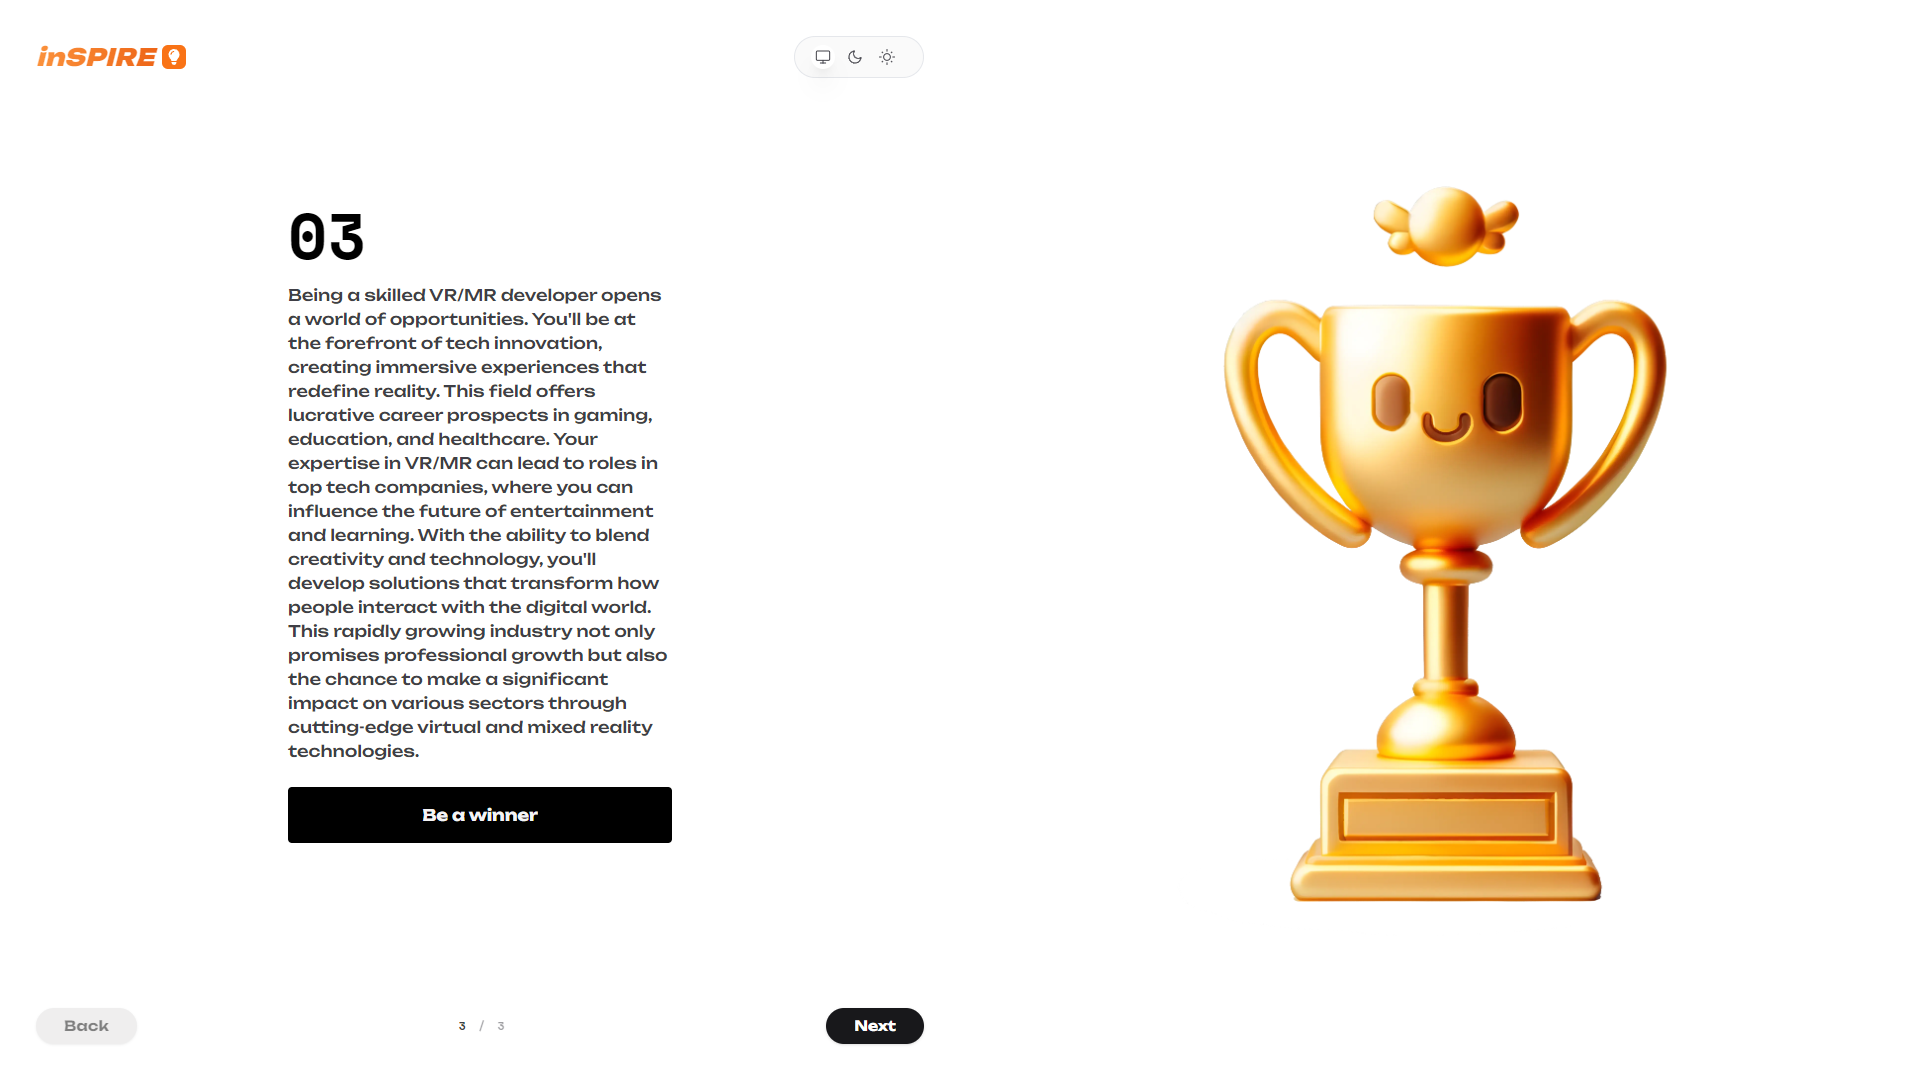 inSPIRE
03
Being a skilled VR/MR developer opens
a world of opportunities. You'll be at
the forefront of tech innovation,
creating immersive experiences that
redefine reality. This field offers
lucrative career prospects in gaming,
education, and healthcare. Your
expertise in VR/MR can lead to roles in
top tech companies, where you can
influence the future of entertainment
and learning. With the ability to blend
creativity and technology, you'll
develop solutions that transform how
people interact with the digital world.
This rapidly growing industry not only
promises professional growth but also
the chance to make a significant
impact on various sectors through
cutting-edge virtual and mixed reality
technologies.
Be a winner
Back
3 / 3
Next